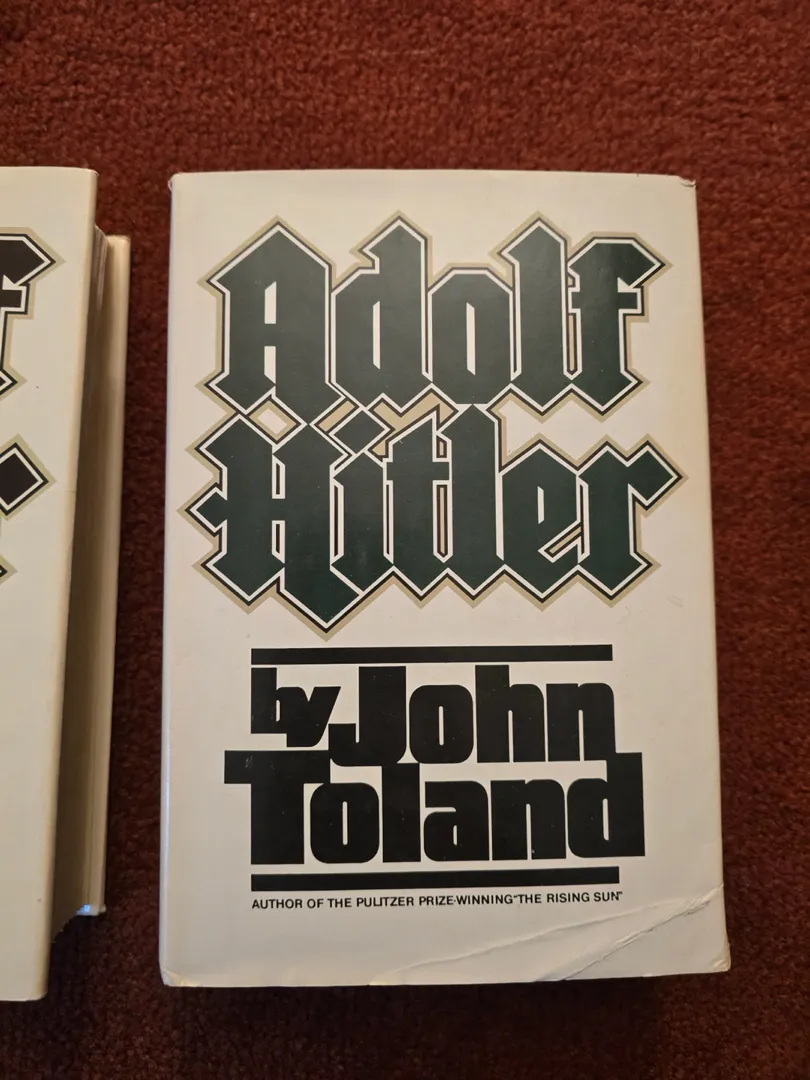 Adolf
Hitler
by John
Toland
AUTHOR OF THE PULITZER PRIZE-WINNING "THE RISING SUN"